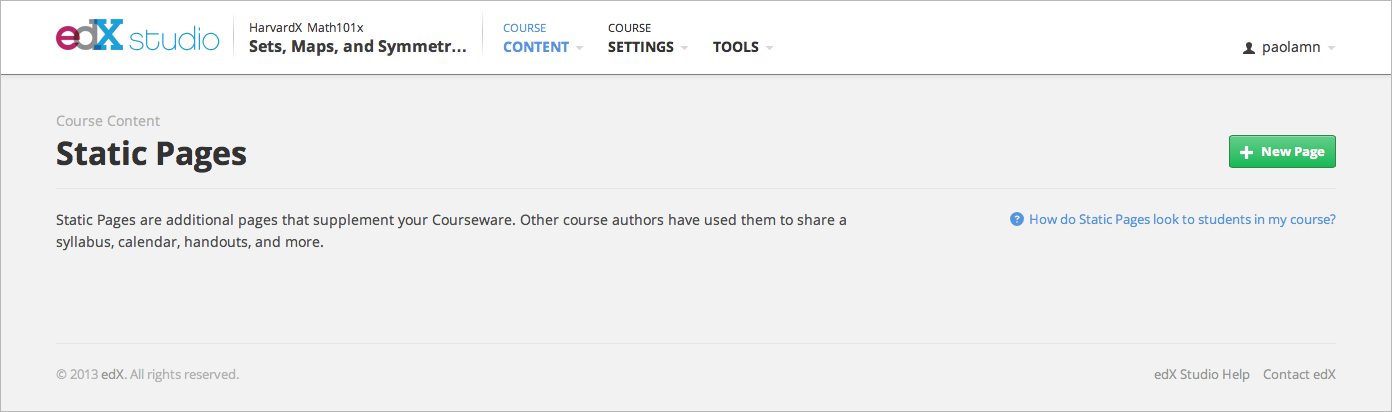 edX studio
HarvardX Math101x
Sets, Maps, and Symmetr...
COURSE
CONTENT
COURSE
SETTINGS
TOOLS
paolamn
Course Content
Static Pages
+ New Page
Static Pages are additional pages that supplement your Courseware. Other course authors have used them to share a
syllabus, calendar, handouts, and more.
? How do Static Pages look to students in my course?
© 2013 edX. All rights reserved.
edX Studio Help Contact edX